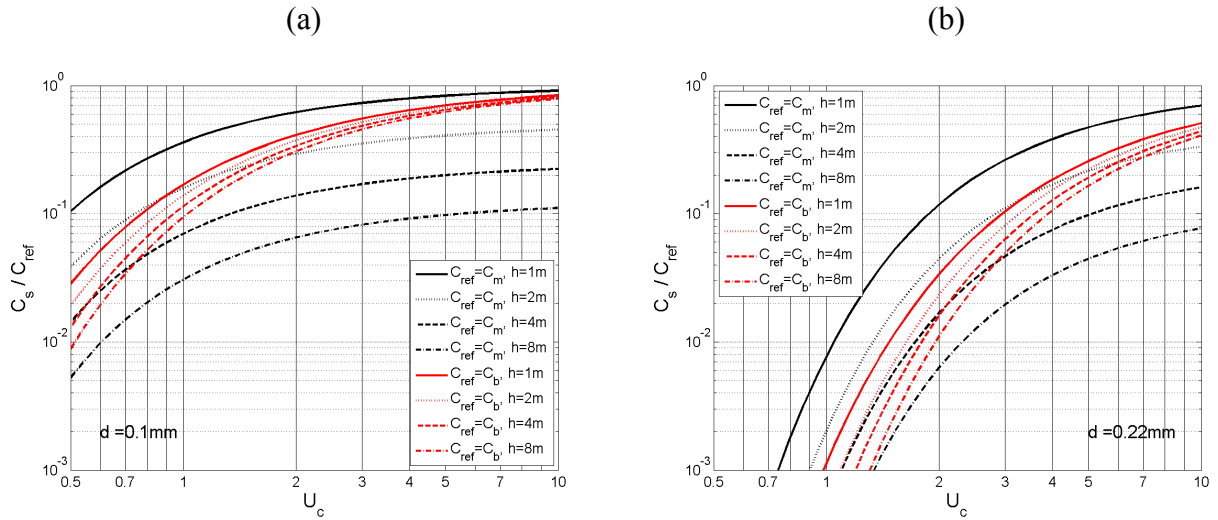 (a)
(b)
10^0
10^-1
10^-2
10^-3
C_s / C_ref
C_ref=C_m, h=1m
C_ref=C_m, h=2m
C_ref=C_m, h=4m
C_ref=C_m, h=8m
C_ref=C_b, h=1m
C_ref=C_b, h=2m
C_ref=C_b, h=4m
C_ref=C_b, h=8m
d =0.1mm
0.5 0.7 1 2 3 4 5 7 10
U_c
10^0
10^-1
10^-2
10^-3
C_s / C_ref
C_ref=C_m, h=1m
C_ref=C_m, h=2m
C_ref=C_m, h=4m
C_ref=C_m, h=8m
C_ref=C_b, h=1m
C_ref=C_b, h=2m
C_ref=C_b, h=4m
C_ref=C_b, h=8m
d =0.22mm
0.5 0.7 1 2 3 4 5 7 10
U_c